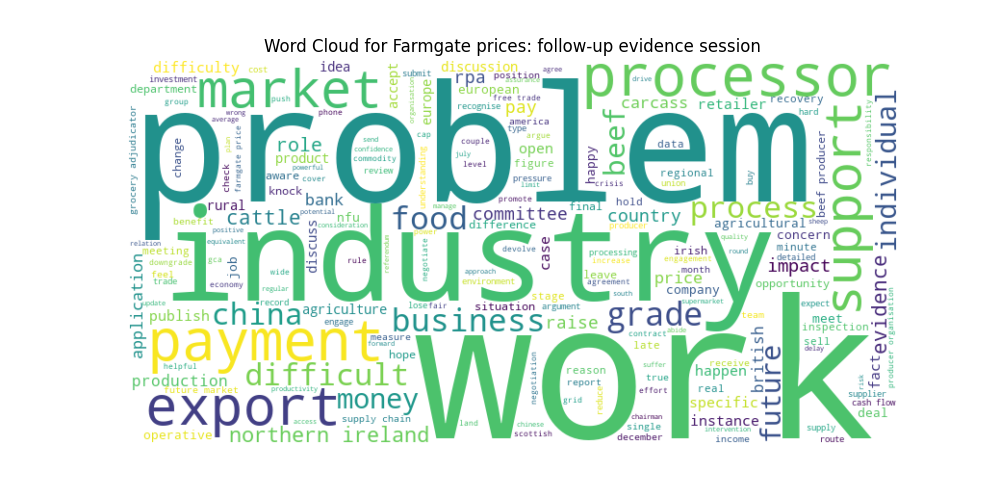 Word Cloud for Farmgate prices: follow-up evidence session
difficulty
cost
idea
discussion
processor
investment
department
market
accept
europe
submit
rpa
position
agree
drive
group
push
organisation
recognise
european
free trade
carcass
retailer
recovery
wrong
phone
cap
america
pay
assurance
hard
average
type
argue
problem
grocery adjudicator
change
farmgate price
plan
role
send
confidence
commodity
couple
july
level
open
figure
beef
data
regional
union
buy
beef producer
support
responsibility
individual
product
powerful
review
understanding
pressure
limit
happy
crisis
check
aware
cover
knock
rural
bank
manage
promote
hold
producer
process
sheep
benefit
potential
cattle
nfu
consideration
food
power
committee
final
difference
country
agricultural
quality
relation
positive
equivalent
discuss
industry
referendum
negotiate
devolve
case
processing
irish
engagement
concern
round
minute
detailed
meeting
gca
job
feel
downgrade
trade
wide
rule
increase
leave
month
price
impact
economy
regular
approach
environment
agreement
company
opportunity
application
update
record
agriculture
lose
fair
situation
stage
argument
south
supermarket
expect
evidence
producer organisation
publish
china
engage
business
raise
grade
contract
abide
team
meet
inspection
payment
measure
forward
late
sell
delay
helpful
hope
work
negotiation
reason
suffer
happen
receive
british
future
fact
supplier
risk
production
future market
difficult
productivity
report
true
real
effort
specific
cash flow
deal
export
money
grid
reduce
access
supply chain
land
chairman
single
instance
intervention
supply
operative
northern ireland
chinese
scottish
december
income
route